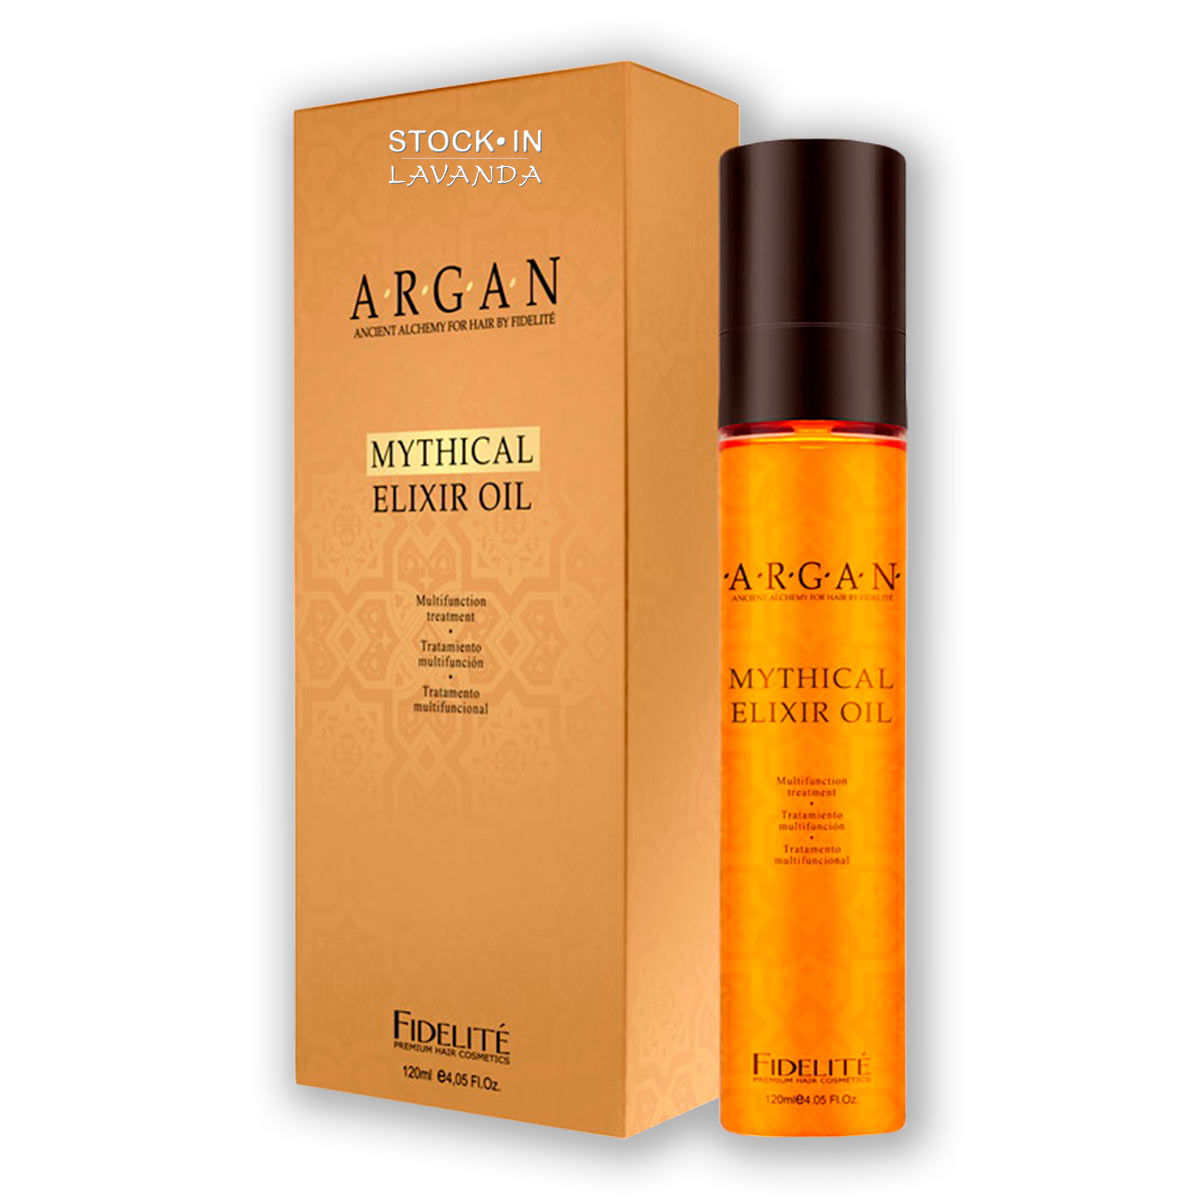 STOCK•IN
LAVANDA
A·R·G·A·N
ANCIENT ALCHEMY FOR HAIR BY FIDELITÉ
MYTHICAL
ELIXIR OIL
Multifunction
treatment
•
Tratamiento
multifunción
•
Tratamento
multifuncional
FIDELITÉ
PREMIUM HAIR COSMETICS
120ml ℮4,05 Fl.Oz.
·A·R·G·A·N·
ANCIENT ALCHEMY FOR HAIR BY FIDELITÉ
MYTHICAL
ELIXIR OIL
Multifunction
treatment
•
Tratamiento
multifunción
•
Tratamento
multifuncional
FIDELITÉ
PREMIUM HAIR COSMETICS
120ml℮4.05 Fl.Oz.